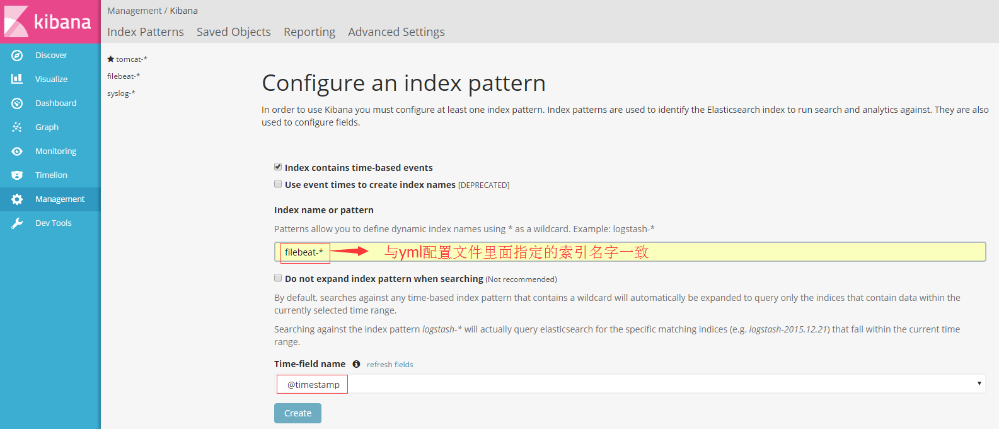 kibana
Management / Kibana
Index Patterns Saved Objects Reporting Advanced Settings
Discover
Visualize
Dashboard
Graph
Monitoring
Timelion
Management
Dev Tools
★ tomcat-*
filebeat-*
syslog-*
Configure an index pattern
In order to use Kibana you must configure at least one index pattern. Index patterns are used to identify the Elasticsearch index to run search and analytics against. They are also
used to configure fields.
Index contains time-based events
Use event times to create index names [DEPRECATED]
Index name or pattern
Patterns allow you to define dynamic index names using * as a wildcard. Example: logstash-*
filebeat-* 与yml配置文件里面指定的索引名字一致
Do not expand index pattern when searching (Not recommended)
By default, searches against any time-based index pattern that contains a wildcard will automatically be expanded to query only the indices that contain data within the
currently selected time range.
Searching against the index pattern logstash-* will actually query elasticsearch for the specific matching indices (e.g. logstash-2015.12.21) that fall within the current time
range.
Time-field name refresh fields
@timestamp
Create